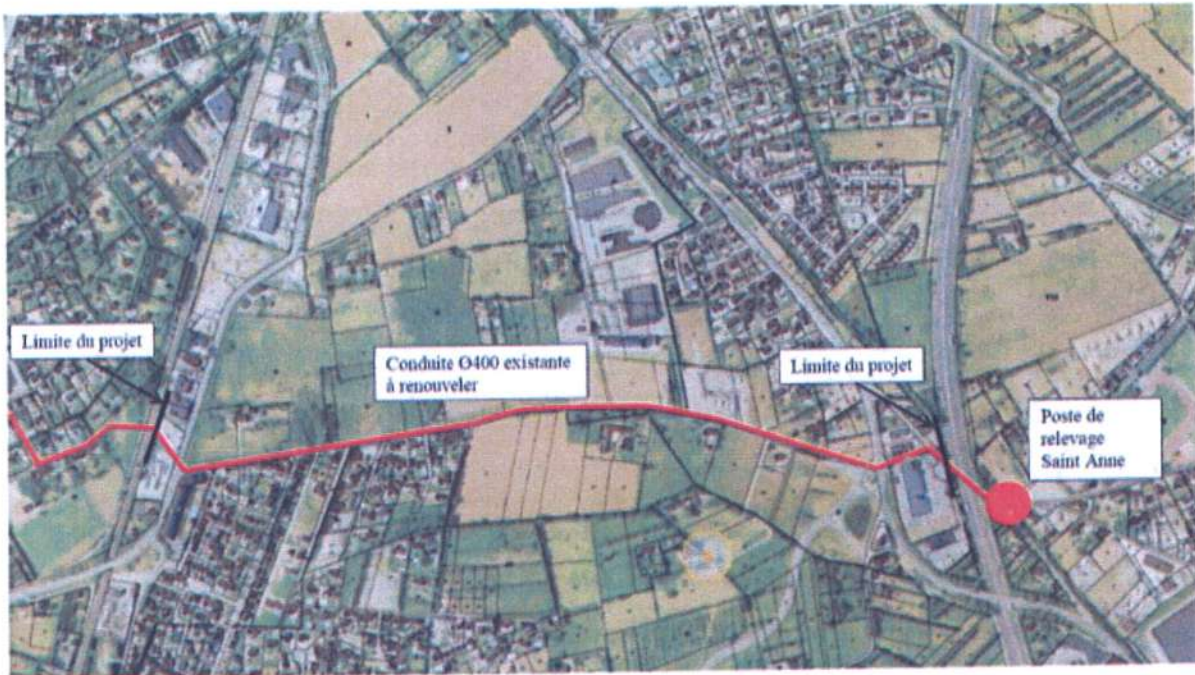 Limite du projet
Conduite Ø400 existante
à renouveler
Limite du projet
Poste de
relevage
Saint Anne